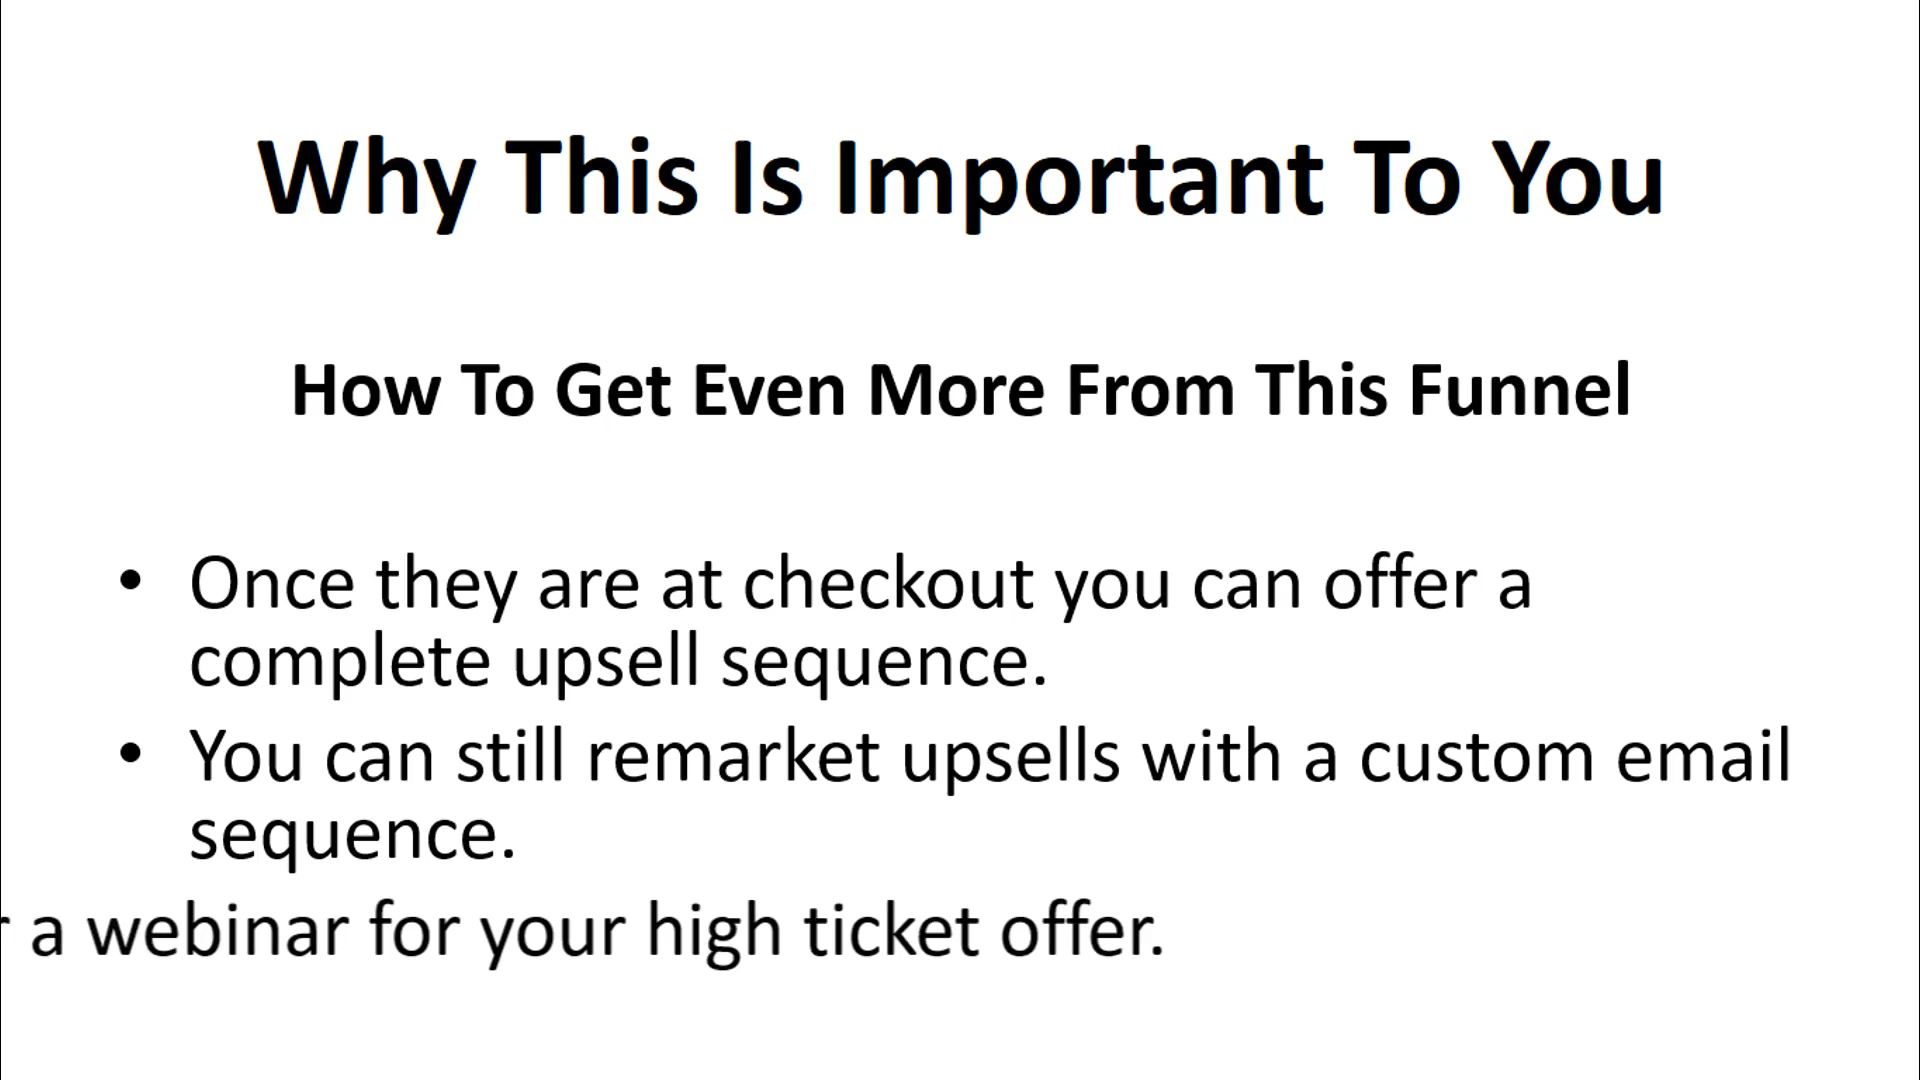 Why This Is Important To You
How To Get Even More From This Funnel
• Once they are at checkout you can offer a
complete upsell sequence.
• You can still remarket upsells with a custom email
sequence.
a webinar for your high ticket offer.